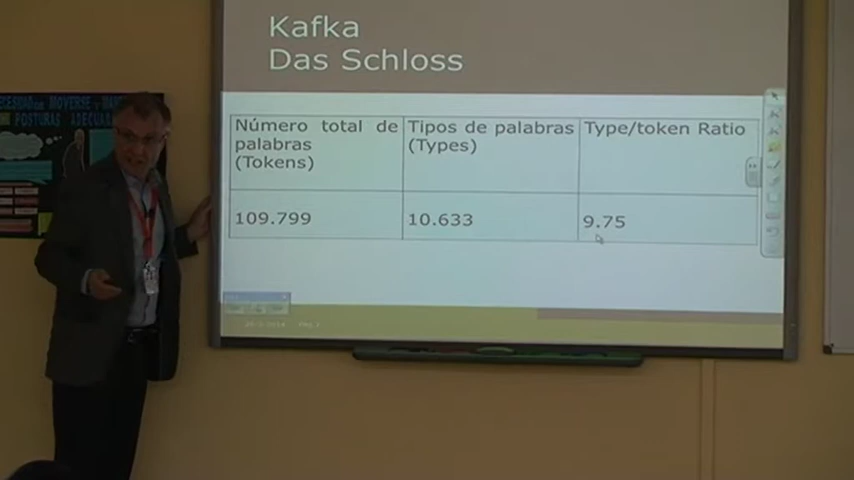 Kafka
Das Schloss
POSTURAS
Número total de palabras (Tokens)
Tipos de palabras (Types)
Type/token Ratio
109.799
10.633
9.75